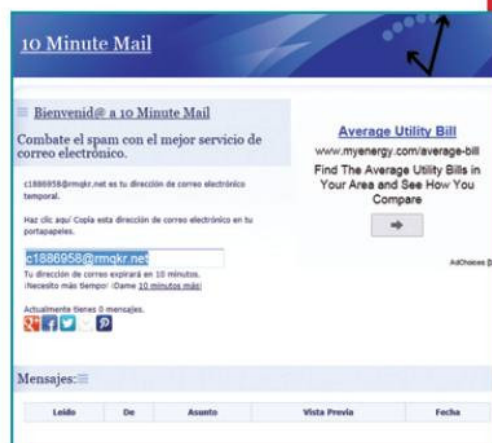 10 Minute Mail
Bienvenid@ a 10 Minute Mail
Combate el spam con el mejor servicio de
correo electrónico.
c1886958@rmqkr.net es tu dirección de correo electrónico
temporal.
Haz clic aquí Copia esta dirección de correo electrónico en tu
portapapeles.
c1886958@rmqkr.net
Tu dirección de correo expirará en 10 minutos.
¡Necesito más tiempo! ¡Dame 10 minutos más!
Actualmente tienes 0 mensajes.
Average Utility Bill
www.myenergy.com/average-bill
Find The Average Utility Bills in
Your Area and See How You
Compare
AdChoices
Mensajes:
Leído De Asunto Vista Previa Fecha